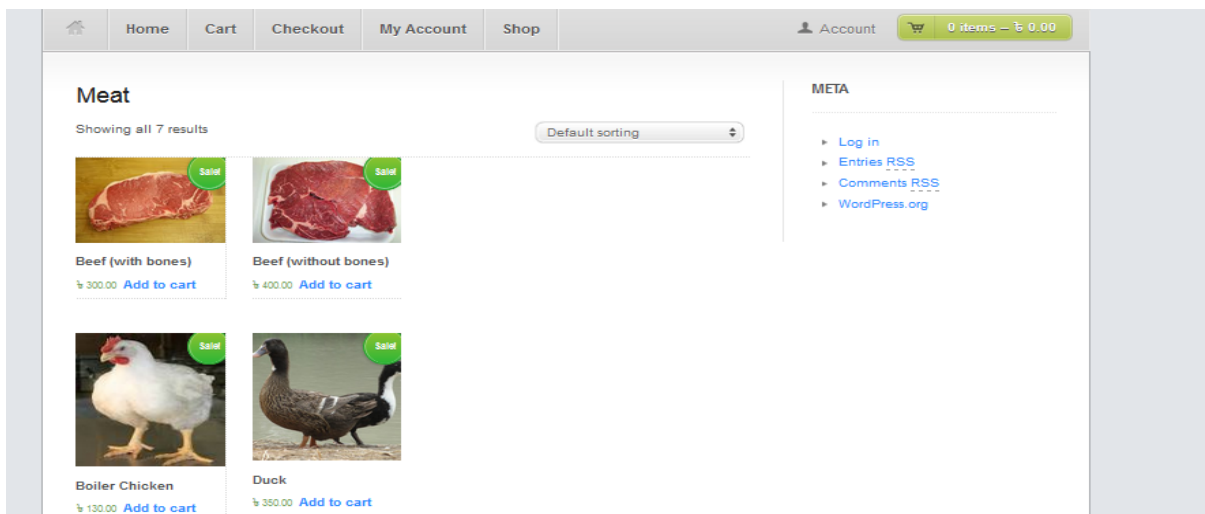 Home Cart Checkout My Account Shop Account 0 items – ৳ 0.00
Meat
Showing all 7 results
Default sorting
Sale!
Sale!
Beef (with bones)
৳ 300.00 Add to cart
Beef (without bones)
৳ 400.00 Add to cart
Sale!
Sale!
Boiler Chicken
৳ 130.00 Add to cart
Duck
৳ 350.00 Add to cart
META
Log in
Entries RSS
Comments RSS
WordPress.org